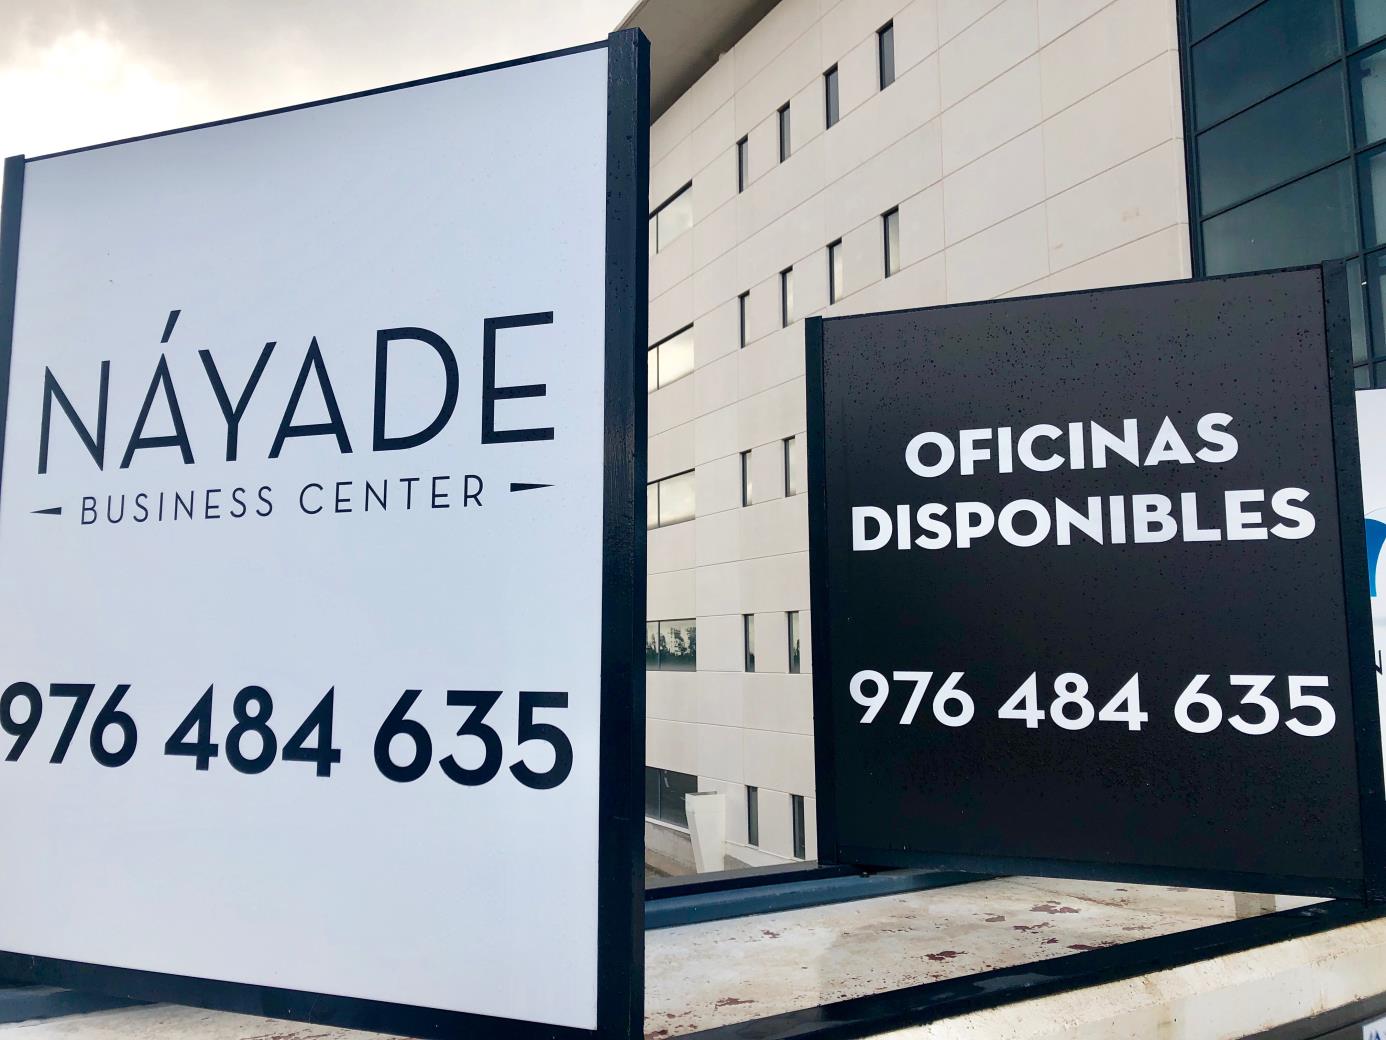 NÁYADE
BUSINESS CENTER
976 484 635
OFICINAS
DISPONIBLES
976 484 635